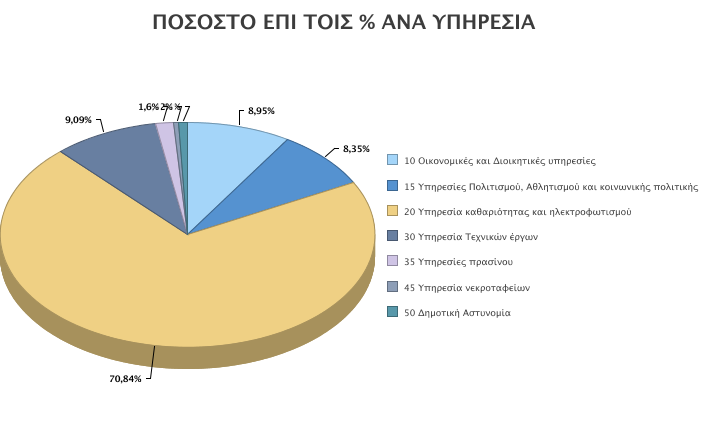 ΠΟΣΟΣΤΟ ΕΠΙ ΤΟΙΣ % ΑΝΑ ΥΠΗΡΕΣΙΑ
1,6%
8,95%
9,09%
8,35%
10 Οικονομικές και Διοικητικές υπηρεσίες
15 Υπηρεσίες Πολιτισμού, Αθλητισμού και κοινωνικής πολιτικής
20 Υπηρεσία καθαριότητας και ηλεκτροφωτισμού
30 Υπηρεσία Τεχνικών έργων
35 Υπηρεσίες πρασίνου
45 Υπηρεσία νεκροταφείων
50 Δημοτική Αστυνομία
70,84%